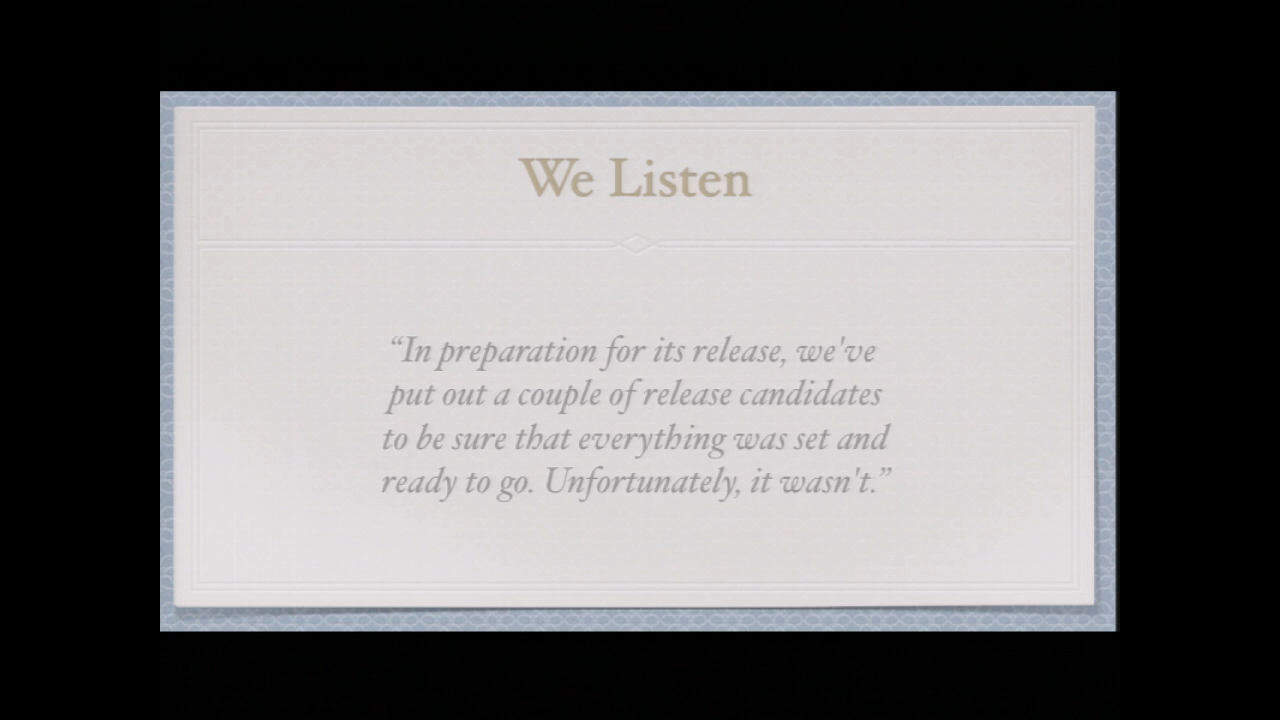 We Listen
“In preparation for its release, we've
put out a couple of release candidates
to be sure that everything was set and
ready to go. Unfortunately, it wasn't.”